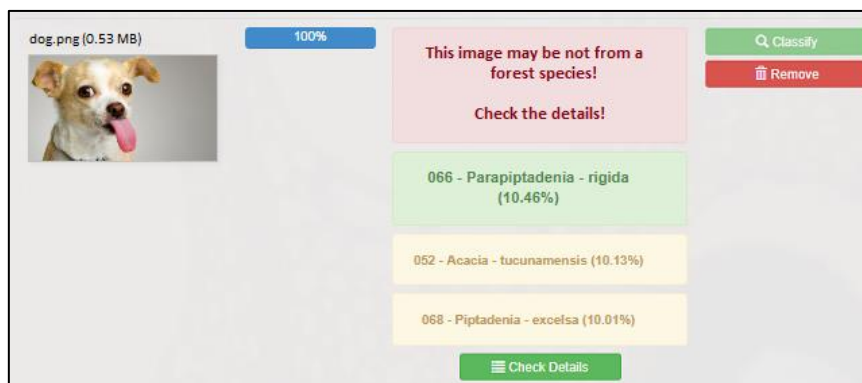 dog.png (0.53 MB)
100%
This image may be not from a
forest species!
Check the details!
066 - Parapiptadenia - rigida
(10.46%)
052 - Acacia - tucunamensis (10.13%)
068 - Piptadenia - excelsa (10.01%)
Check Details
Classify
Remove